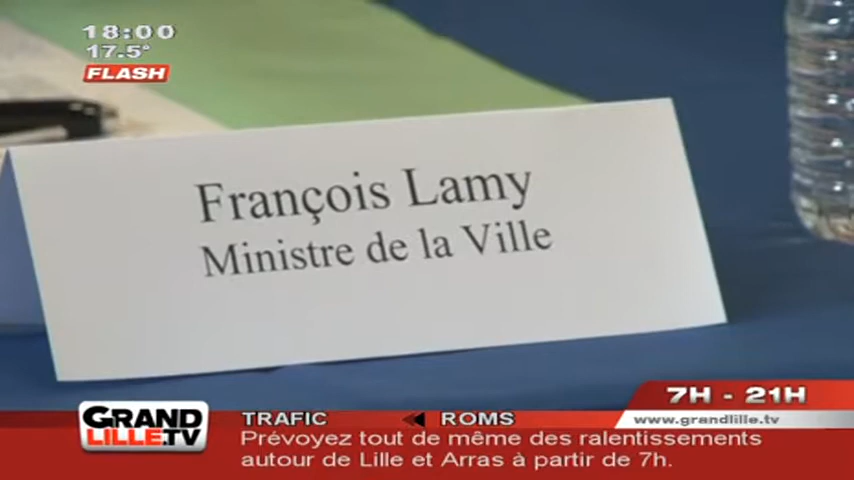 18:00
17.5°
FLASH
François Lamy
Ministre de la Ville
7H - 21H
www.grandlille.tv
GRAND
LILLE.TV
TRAFIC ROMS
Prévoyez tout de même des ralentissements
autour de Lille et Arras à partir de 7h.